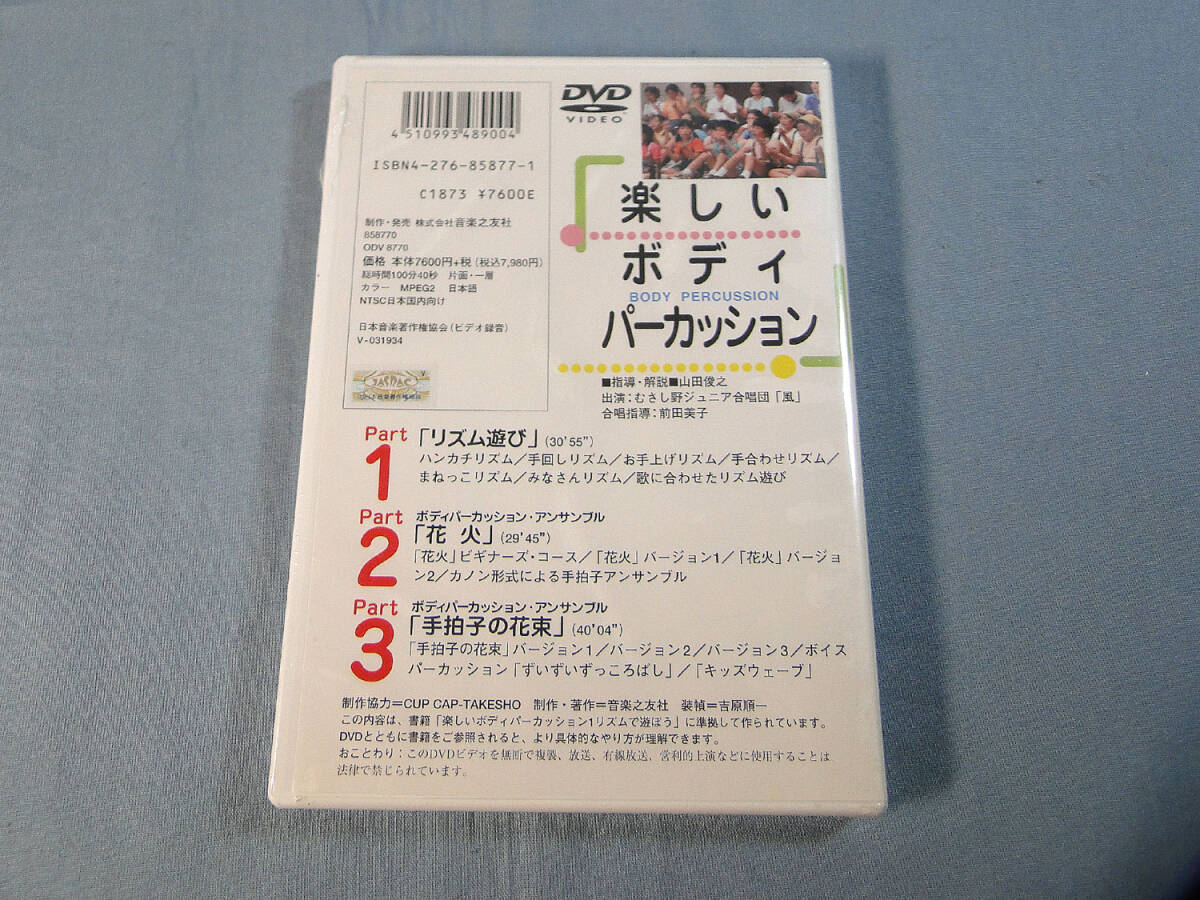 4 510993 489004
ISBN4-276-85877-1
C1873 ¥7600E
制作・発売 株式会社音楽之友社
858770
ODV 8770
価格 本体7600円+税(税込7,980円)
総時間100分40秒 片面・一層
カラー MPEG2 日本語
NTSC日本国内向け
日本音楽著作権協会(ビデオ録音)
V-031934
JASRAC
V
DVD
VIDEO
楽しい
ボディ
BODY PERCUSSION
パーカッション
■指導・解説■山田俊之
出演:むさし野ジュニア合唱団「風」
合唱指導:前田美子
Part 1 「リズム遊び」(30'55")
ハンカチリズム/手回しリズム/お手上げリズム/手合わせリズム/
まねっこリズム/みなさんリズム/歌に合わせたリズム遊び
Part 2 ボディパーカッション・アンサンブル
「花 火」(29'45")
「花火」ビギナーズ・コース/「花火」バージョン1/「花火」バージョ
ン2/カノン形式による手拍子アンサンブル
Part 3 ボディパーカッション・アンサンブル
「手拍子の花束」(40'04")
「手拍子の花束」バージョン1/バージョン2/バージョン3/ボイス
パーカッション「ずいずいずっころばし」/「キッズウェーブ」
制作協力=CUP CAP-TAKESHO 制作・著作=音楽之友社 装幀=吉原順一
この内容は、書籍「楽しいボディパーカッション1リズムで遊ぼう」に準拠して作られています。
DVDとともに書籍をご参照されると、より具体的なやり方が理解できます。
おことわり:このDVDビデオを無断で複製、放送、有線放送、営利的上演などに使用することは
法律で禁じられています。